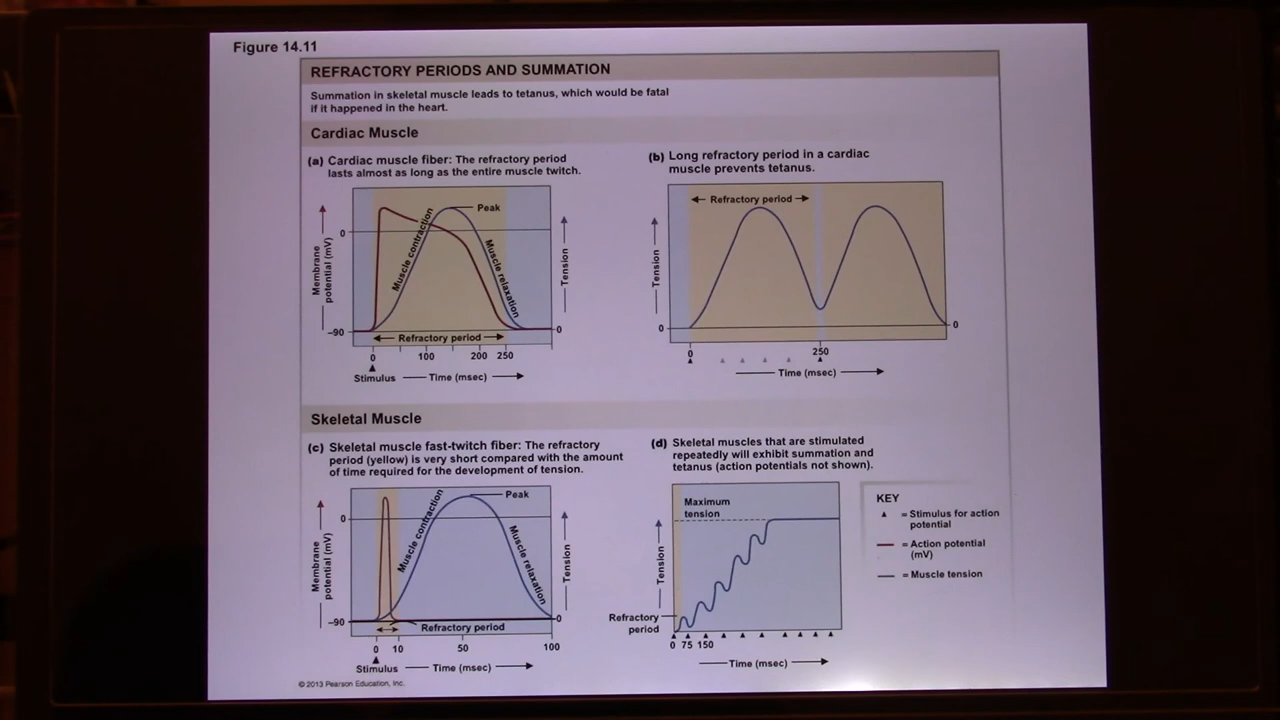 Figure 14.11
REFRACTORY PERIODS AND SUMMATION
Summation in skeletal muscle leads to tetanus, which would be fatal
if it happened in the heart.
Cardiac Muscle
(a) Cardiac muscle fiber: The refractory period
lasts almost as long as the entire muscle twitch.
Membrane
potential (mV)
0
–90
Muscle contraction
Peak
Muscle relaxation
Tension
0
Refractory period
0 100 200 250
Stimulus Time (msec)
(b) Long refractory period in a cardiac
muscle prevents tetanus.
Refractory period
Tension
0
0
0 250
Time (msec)
Skeletal Muscle
(c) Skeletal muscle fast-twitch fiber: The refractory
period (yellow) is very short compared with the amount
of time required for the development of tension.
Membrane
potential (mV)
0
–90
Muscle contraction
Peak
Muscle relaxation
Tension
0
Refractory period
0 10 50 100
Stimulus Time (msec)
(d) Skeletal muscles that are stimulated
repeatedly will exhibit summation and
tetanus (action potentials not shown).
Maximum
tension
Tension
Refractory
period
0 75 150
Time (msec)
KEY
= Stimulus for action
potential
= Action potential
(mV)
= Muscle tension
© 2013 Pearson Education, Inc.